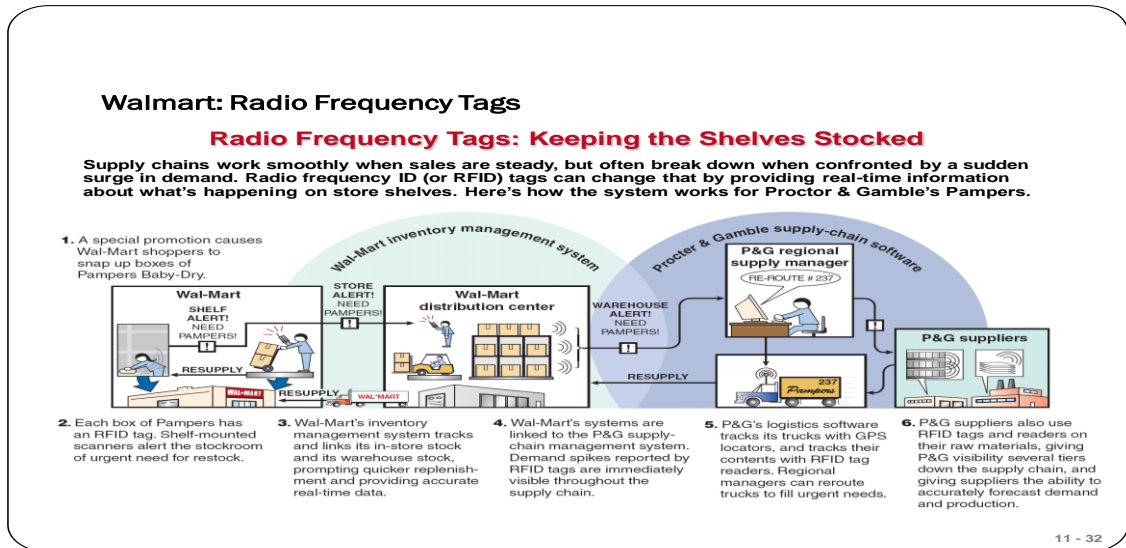 Walmart: Radio Frequency Tags
Radio Frequency Tags: Keeping the Shelves Stocked
Supply chains work smoothly when sales are steady, but often break down when confronted by a sudden
surge in demand. Radio frequency ID (or RFID) tags can change that by providing real-time information
about what's happening on store shelves. Here's how the system works for Proctor & Gamble's Pampers.
1. A special promotion causes
Wal-Mart shoppers to
snap up boxes of
Pampers Baby-Dry.
Wal-Mart inventory management system
Procter & Gamble supply-chain software
Wal-Mart
SHELF
ALERT!
NEED
PAMPERS!
!
RESUPPLY
WAL*MART
STORE
ALERT!
NEED
PAMPERS!
!
RESUPPLY
WAL*MART
Wal-Mart
distribution center
WAREHOUSE
ALERT!
NEED
PAMPERS!
!
RESUPPLY
P&G regional
supply manager
RE-ROUTE # 237
!
237
Pampers
P&G suppliers
2. Each box of Pampers has
an RFID tag. Shelf-mounted
scanners alert the stockroom
of urgent need for restock.
3. Wal-Mart's inventory
management system tracks
and links its in-store stock
and its warehouse stock,
prompting quicker replenish-
ment and providing accurate
real-time data.
4. Wal-Mart's systems are
linked to the P&G supply-
chain management system.
Demand spikes reported by
RFID tags are immediately
visible throughout the
supply chain.
5. P&G's logistics software
tracks its trucks with GPS
locators, and tracks their
contents with RFID tag
readers. Regional
managers can reroute
trucks to fill urgent needs.
6. P&G suppliers also use
RFID tags and readers on
their raw materials, giving
P&G visibility several tiers
down the supply chain, and
giving suppliers the ability to
accurately forecast demand
and production.
11 - 32